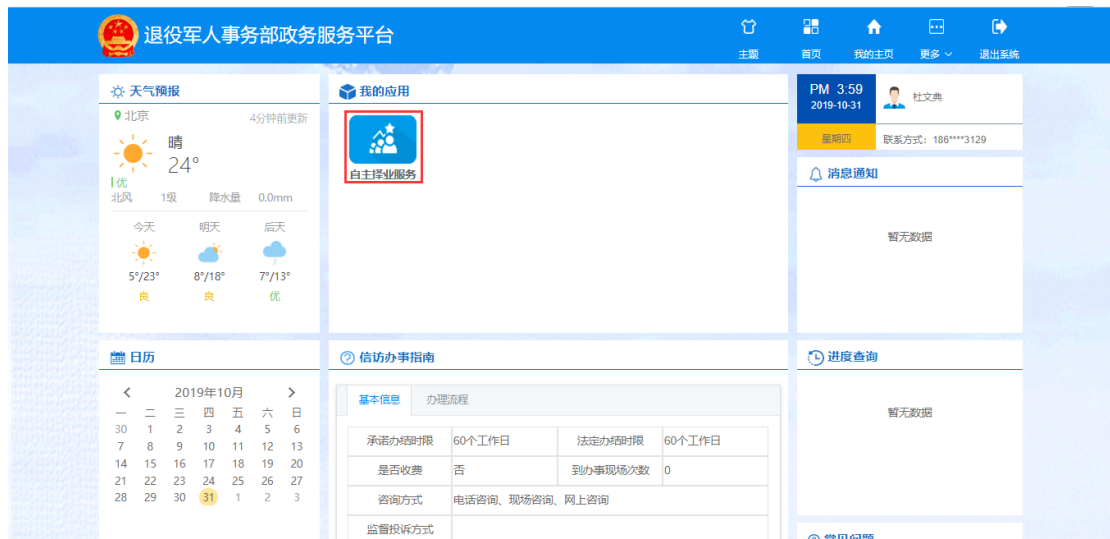 退役军人事务部政务服务平台
主题 首页 我的主页 更多 退出系统
天气预报
北京 4分钟前更新
晴
24°
优
北风 1级 降水量 0.0mm
今天 明天 后天
5°/23° 8°/18° 7°/13°
良 良 优
我的应用
自主择业服务
PM 3:59
2019-10-31
杜文典
星期四 联系方式：186****3129
消息通知
暂无数据
日历
2019年10月
一 二 三 四 五 六 日
30 1 2 3 4 5 6
7 8 9 10 11 12 13
14 15 16 17 18 19 20
21 22 23 24 25 26 27
28 29 30 31 1 2 3
信访办事指南
基本信息 办理流程
承诺办结时限 60个工作日 法定办结时限 60个工作日
是否收费 否 到办事现场次数 0
咨询方式 电话咨询、现场咨询、网上咨询
监督投诉方式
进度查询
暂无数据
常见问题